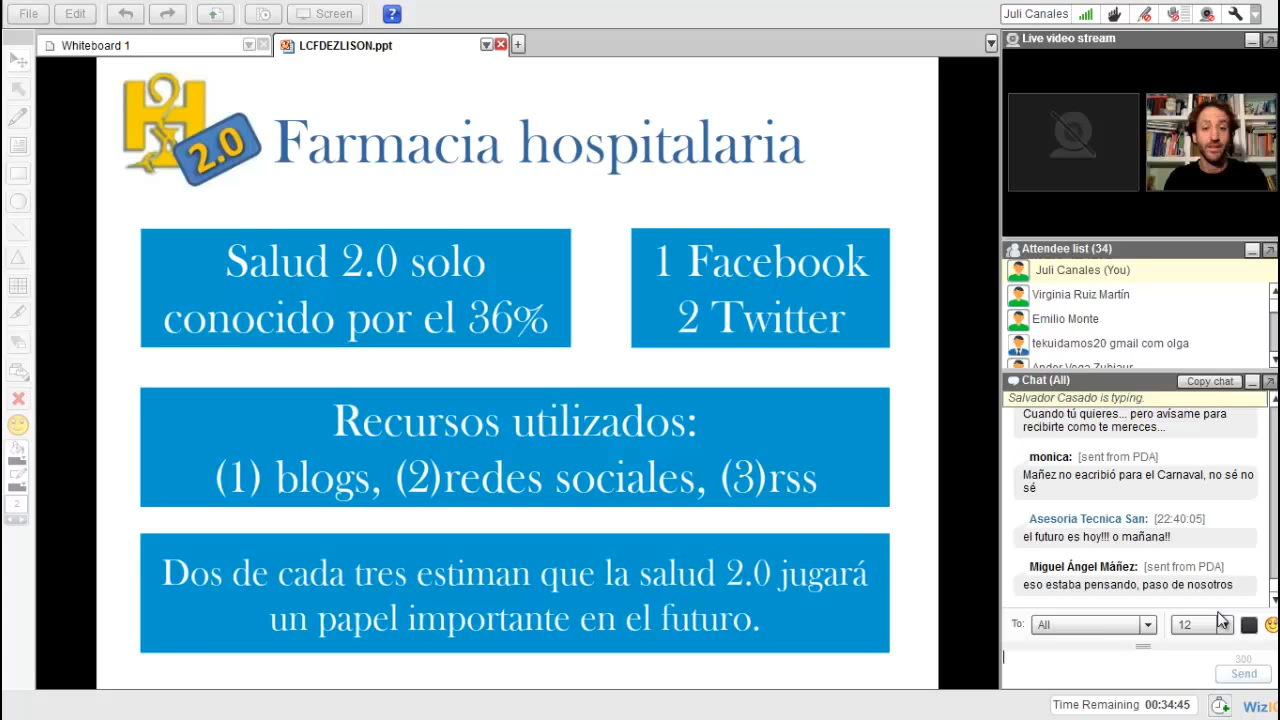 File
Edit
Screen
?
Juli Canales
Whiteboard 1
LCFDEZLISON.ppt
+
Live video stream
2.0
Farmacia hospitalaria
Salud 2.0 solo
conocido por el 36%
1 Facebook
2 Twitter
Recursos utilizados:
(1) blogs, (2)redes sociales, (3)rss
Dos de cada tres estiman que la salud 2.0 jugará
un papel importante en el futuro.
2
Attendee list (34)
Juli Canales (You)
Virginia Ruiz Martín
Emilio Monte
tekuidamos20 gmail com olga
Ander Vega Zubiaur
Chat (All)
Copy chat
Salvador Casado is typing.
Cuando tú quieres... pero avísame para
recibirte como te mereces...
monica: [sent from PDA]
Mañez no eacribió para el Carnaval, no sé no
sé
Asesoria Tecnica San: [22:40:05]
el futuro es hoy!!! o mañana!!
Miguel Ángel Máñez: [sent from PDA]
eso estaba pensando, paso de nosotros
To: All 12
300
Send
Time Remaining 00:34:45